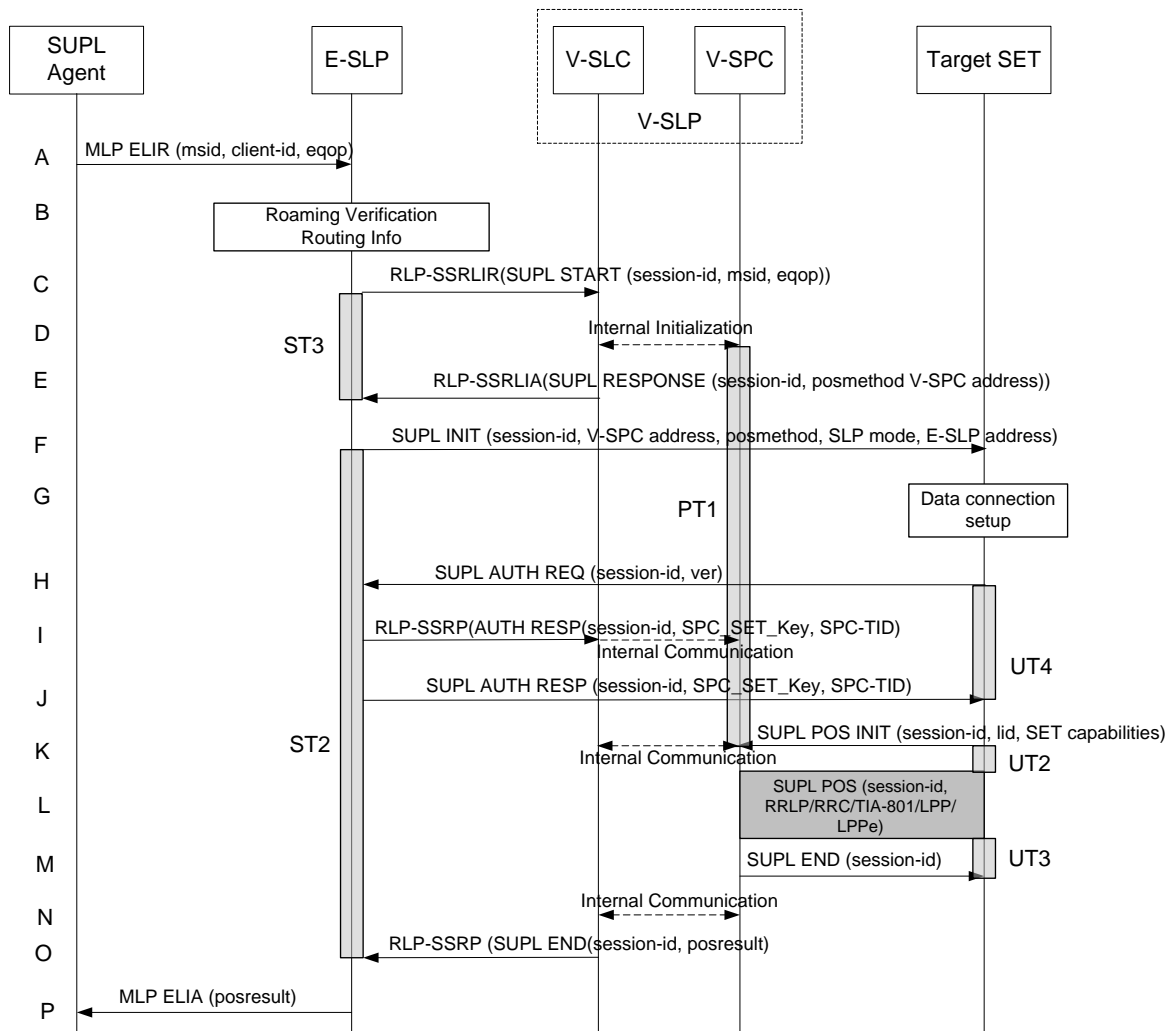 SUPL
Agent
E-SLP
V-SLC
V-SPC
Target SET
V-SLP
A
MLP ELIR (msid, client-id, eqop)
B
Roaming Verification
Routing Info
C
RLP-SSRLIR(SUPL START (session-id, msid, eqop))
D
ST3
Internal Initialization
E
RLP-SSRLIA(SUPL RESPONSE (session-id, posmethod V-SPC address))
F
SUPL INIT (session-id, V-SPC address, posmethod, SLP mode, E-SLP address)
G
PT1
Data connection
setup
H
SUPL AUTH REQ (session-id, ver)
I
RLP-SSRP(AUTH RESP(session-id, SPC_SET_Key, SPC-TID)
Internal Communication
UT4
J
SUPL AUTH RESP (session-id, SPC_SET_Key, SPC-TID)
ST2
K
SUPL POS INIT (session-id, lid, SET capabilities)
Internal Communication
UT2
L
SUPL POS (session-id,
RRLP/RRC/TIA-801/LPP/
LPPe)
M
SUPL END (session-id)
UT3
N
Internal Communication
O
RLP-SSRP (SUPL END(session-id, posresult)
P
MLP ELIA (posresult)